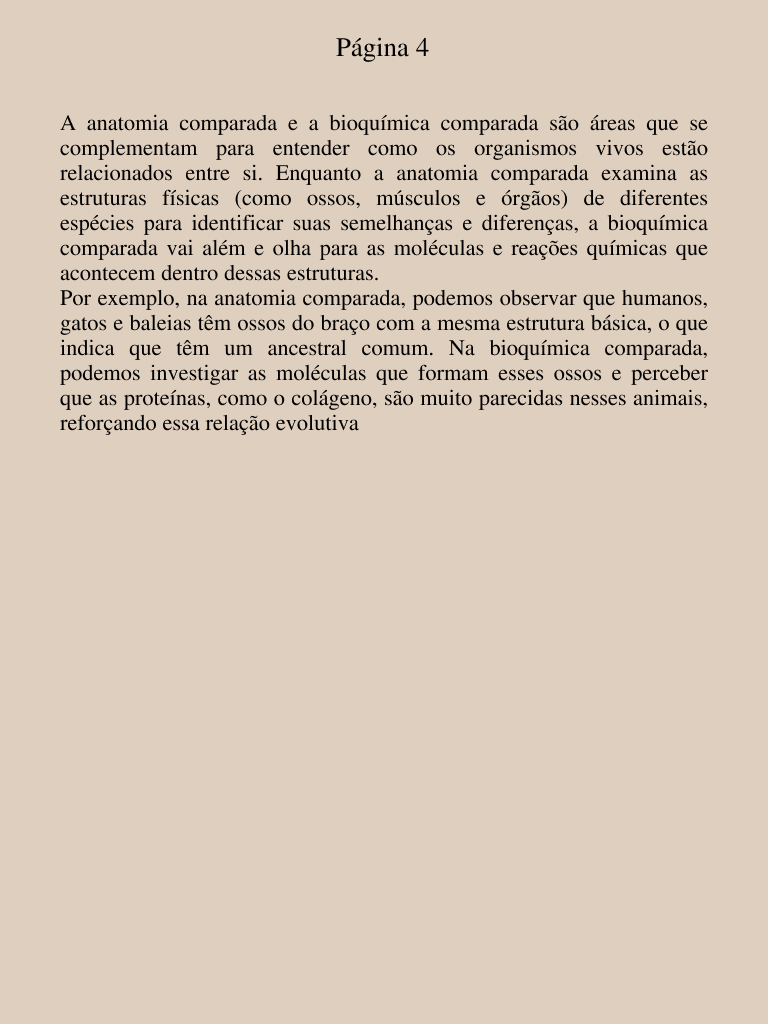 Página 4
A anatomia comparada e a bioquímica comparada são áreas que se
complementam para entender como os organismos vivos estão
relacionados entre si. Enquanto a anatomia comparada examina as
estruturas físicas (como ossos, músculos e órgãos) de diferentes
espécies para identificar suas semelhanças e diferenças, a bioquímica
comparada vai além e olha para as moléculas e reações químicas que
acontecem dentro dessas estruturas.
Por exemplo, na anatomia comparada, podemos observar que humanos,
gatos e baleias têm ossos do braço com a mesma estrutura básica, o que
indica que têm um ancestral comum. Na bioquímica comparada,
podemos investigar as moléculas que formam esses ossos e perceber
que as proteínas, como o colágeno, são muito parecidas nesses animais,
reforçando essa relação evolutiva